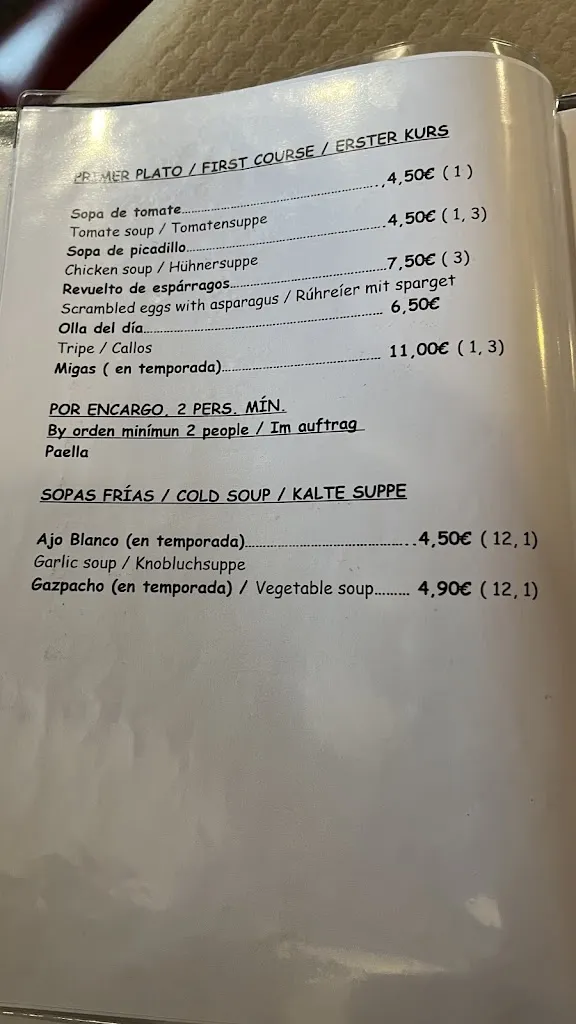 PRIMER PLATO / FIRST COURSE / ERSTER KURS
Sopa de tomate..........4,50€ ( 1 )
Tomate soup / Tomatensuppe
Sopa de picadillo..........4,50€ ( 1, 3)
Chicken soup / Hühnersuppe
Revuelto de espárragos..........7,50€ ( 3)
Scrambled eggs with asparagus / Rúhreíer mit sparget
Olla del día.......... 6,50€
Tripe / Callos
Migas ( en temporada).......... 11,00€ ( 1, 3)
POR ENCARGO, 2 PERS. MÍN.
By orden minímun 2 people / Im auftrag
Paella
SOPAS FRÍAS / COLD SOUP / KALTE SUPPE
Ajo Blanco (en temporada)..........4,50€ ( 12, 1)
Garlic soup / Knobluchsuppe
Gazpacho (en temporada) / Vegetable soup......... 4,90€ ( 12, 1)